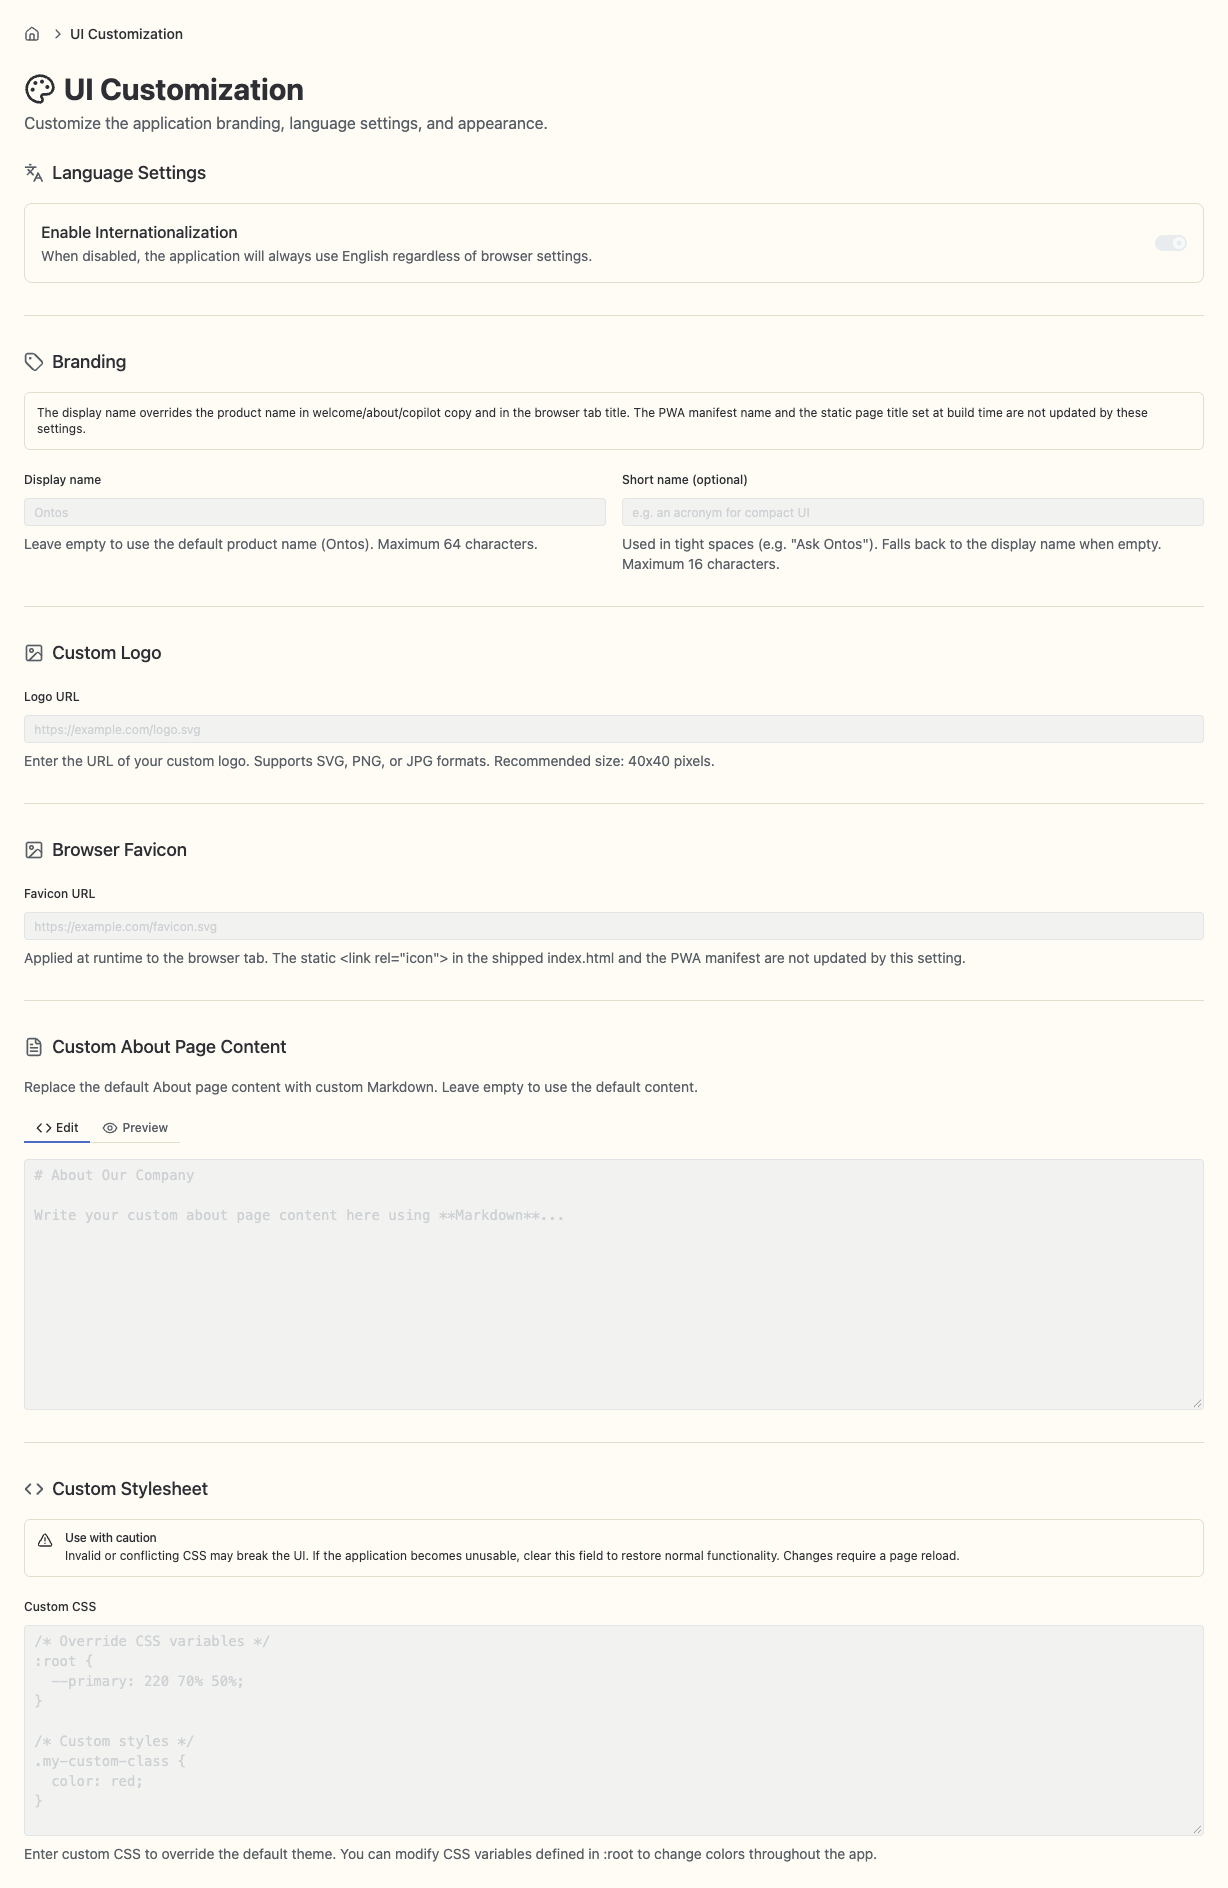 UI Customization
UI Customization
Customize the application branding, language settings, and appearance.
Language Settings
Enable Internationalization
When disabled, the application will always use English regardless of browser settings.
Branding
The display name overrides the product name in welcome/about/copilot copy and in the browser tab title. The PWA manifest name and the static page title set at build time are not updated by these
settings.
Display name
Ontos
Leave empty to use the default product name (Ontos). Maximum 64 characters.
Short name (optional)
e.g. an acronym for compact UI
Used in tight spaces (e.g. "Ask Ontos"). Falls back to the display name when empty.
Maximum 16 characters.
Custom Logo
Logo URL
https://example.com/logo.svg
Enter the URL of your custom logo. Supports SVG, PNG, or JPG formats. Recommended size: 40x40 pixels.
Browser Favicon
Favicon URL
https://example.com/favicon.svg
Applied at runtime to the browser tab. The static <link rel="icon"> in the shipped index.html and the PWA manifest are not updated by this setting.
Custom About Page Content
Replace the default About page content with custom Markdown. Leave empty to use the default content.
Edit Preview
# About Our Company
Write your custom about page content here using **Markdown**...
Custom Stylesheet
Use with caution
Invalid or conflicting CSS may break the UI. If the application becomes unusable, clear this field to restore normal functionality. Changes require a page reload.
Custom CSS
/* Override CSS variables */
:root {
  --primary: 220 70% 50%;
}
/* Custom styles */
.my-custom-class {
  color: red;
}
Enter custom CSS to override the default theme. You can modify CSS variables defined in :root to change colors throughout the app.